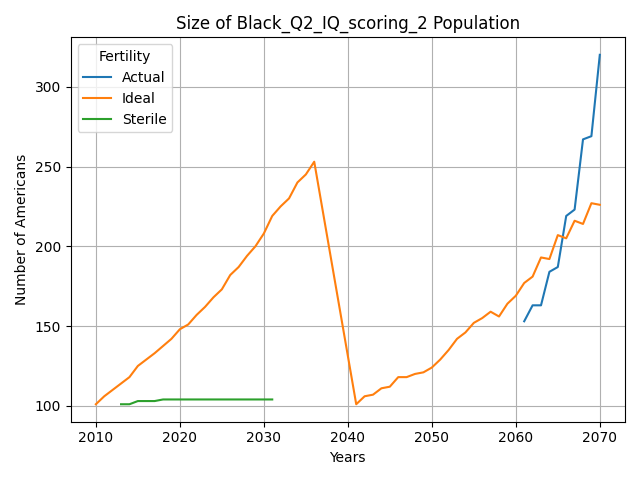 Size of Black_Q2_IQ_scoring_2 Population
Fertility
Actual
Ideal
Sterile
Number of Americans
300
250
200
150
100
2010
2020
2030
2040
2050
2060
2070
Years